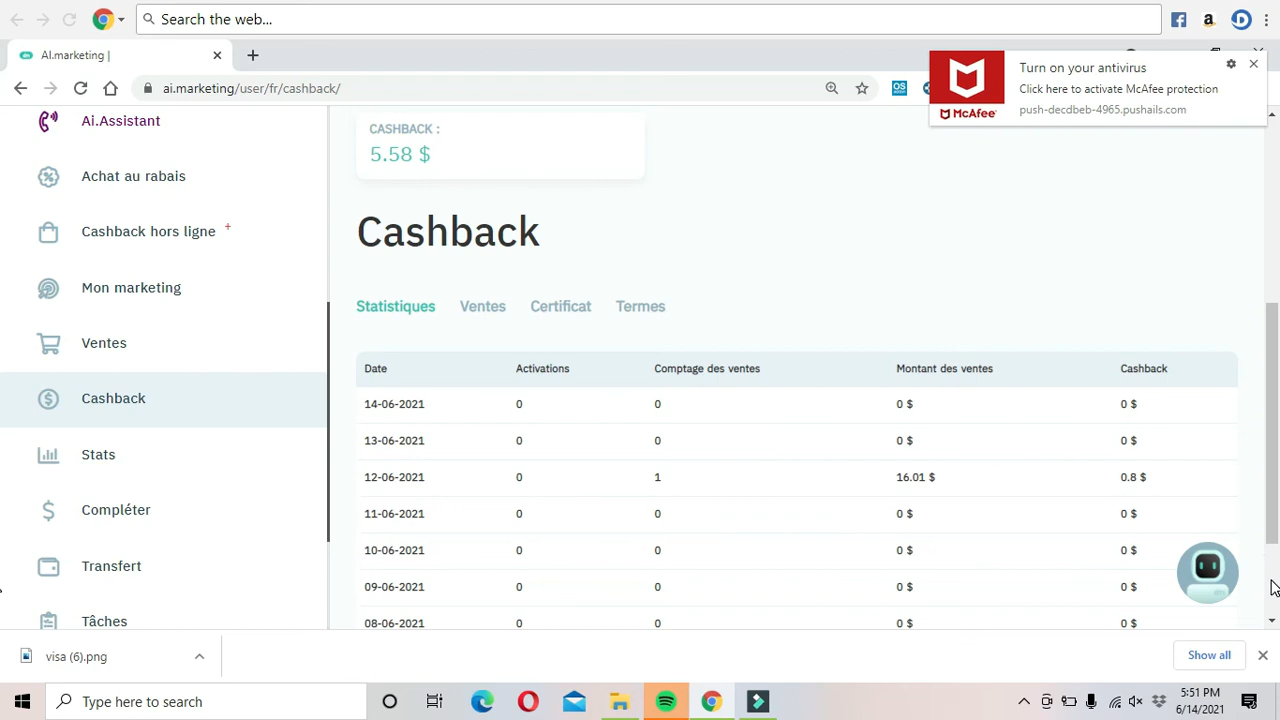 Search the web...
AI.marketing |
ai.marketing/user/fr/cashback/
OS
Turn on your antivirus
Click here to activate McAfee protection
push-decdbeb-4965.pushails.com
McAfee
Ai.Assistant
Achat au rabais
Cashback hors ligne +
Mon marketing
Ventes
Cashback
Stats
Compléter
Transfert
Tâches
CASHBACK :
5.58 $
Cashback
Statistiques Ventes Certificat Termes
Date Activations Comptage des ventes Montant des ventes Cashback
14-06-2021 0 0 0 $ 0 $
13-06-2021 0 0 0 $ 0 $
12-06-2021 0 1 16.01 $ 0.8 $
11-06-2021 0 0 0 $ 0 $
10-06-2021 0 0 0 $ 0 $
09-06-2021 0 0 0 $ 0 $
08-06-2021 0 0 0 $ 0 $
visa (6).png
Show all
Type here to search
5:51 PM
6/14/2021